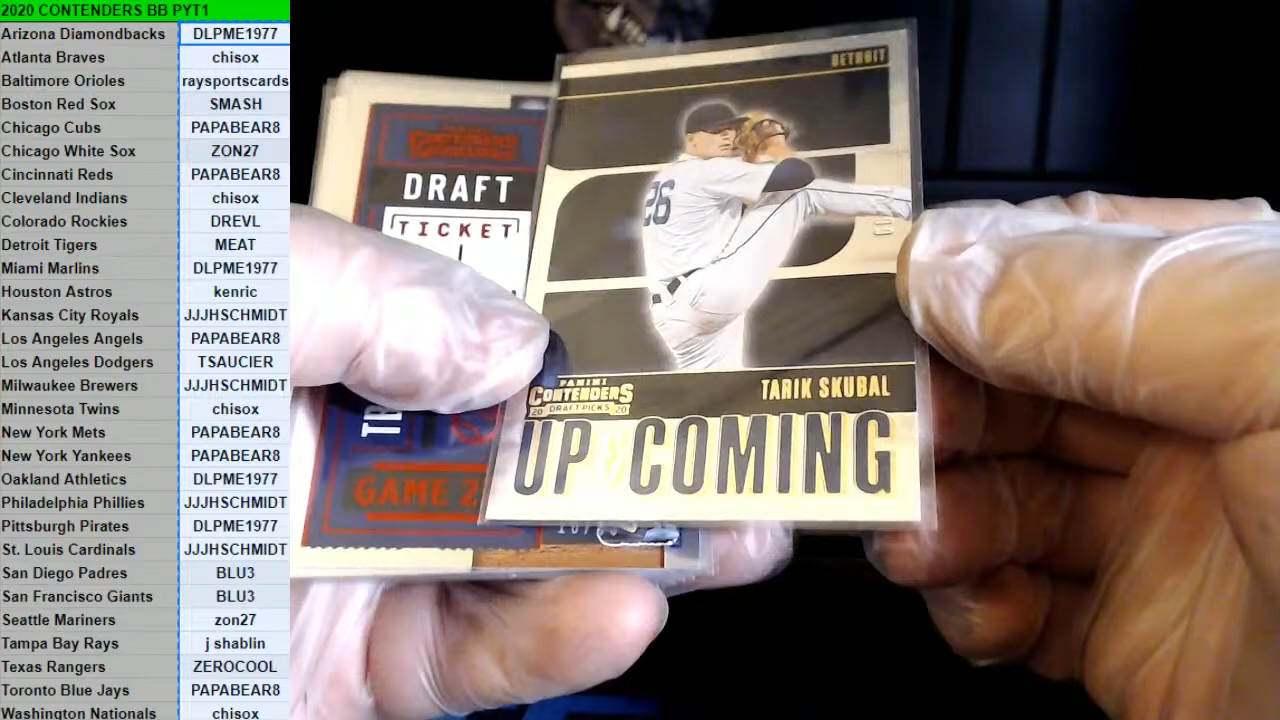 2020 CONTENDERS BB PYT1
Arizona Diamondbacks DLPME1977
Atlanta Braves chisox
Baltimore Orioles raysportscards
Boston Red Sox SMASH
Chicago Cubs PAPABEAR8
Chicago White Sox ZON27
Cincinnati Reds PAPABEAR8
Cleveland Indians chisox
Colorado Rockies DREVL
Detroit Tigers MEAT
Miami Marlins DLPME1977
Houston Astros kenric
Kansas City Royals JJJHSCHMIDT
Los Angeles Angels PAPABEAR8
Los Angeles Dodgers TSAUCIER
Milwaukee Brewers JJJHSCHMIDT
Minnesota Twins chisox
New York Mets PAPABEAR8
New York Yankees PAPABEAR8
Oakland Athletics DLPME1977
Philadelphia Phillies JJJHSCHMIDT
Pittsburgh Pirates DLPME1977
St. Louis Cardinals JJJHSCHMIDT
San Diego Padres BLU3
San Francisco Giants BLU3
Seattle Mariners zon27
Tampa Bay Rays j shablin
Texas Rangers ZEROCOOL
Toronto Blue Jays PAPABEAR8
Washington Nationals chisox
DRAFT
TICKET
GAME 2
DETROIT
26
TARIK SKUBAL
PANINI
CONTENDERS
20 DRAFT PICKS 20
UP COMING